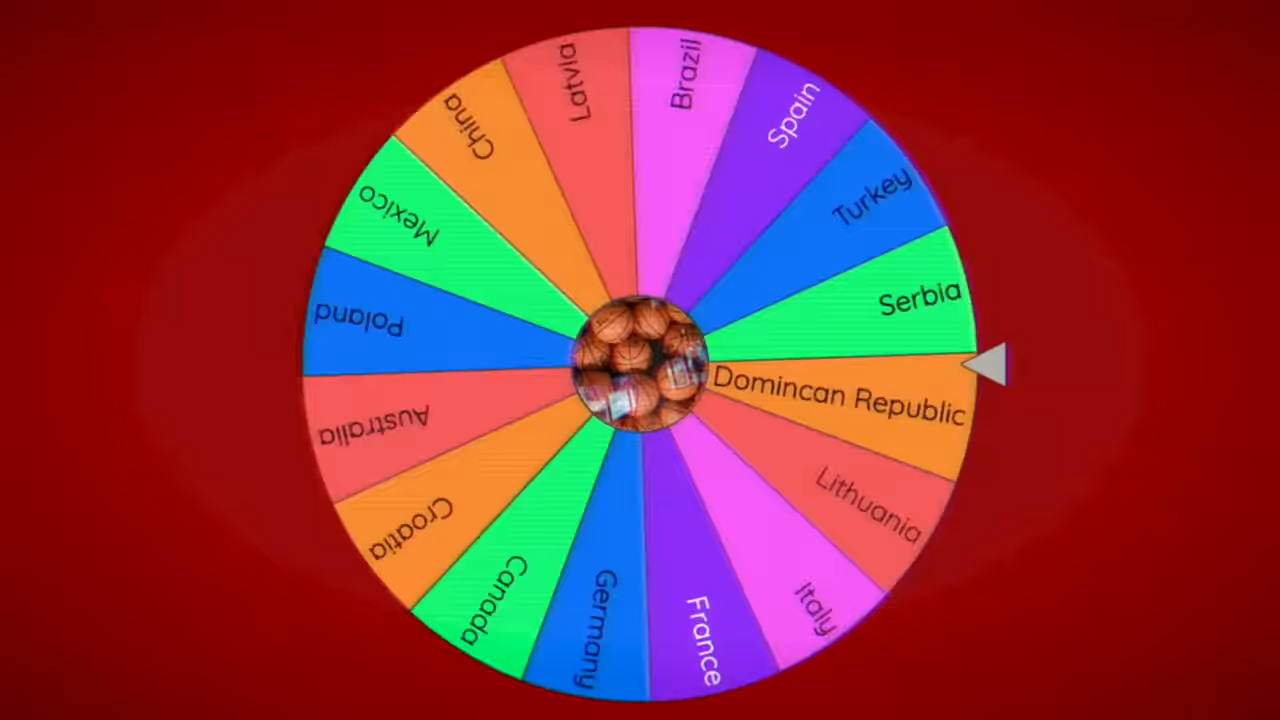 Brazil
Spain
Turkey
Serbia
Domincan Republic
Lithuania
Italy
France
Germany
Canada
Croatia
Australia
Poland
Mexico
China
Latvia